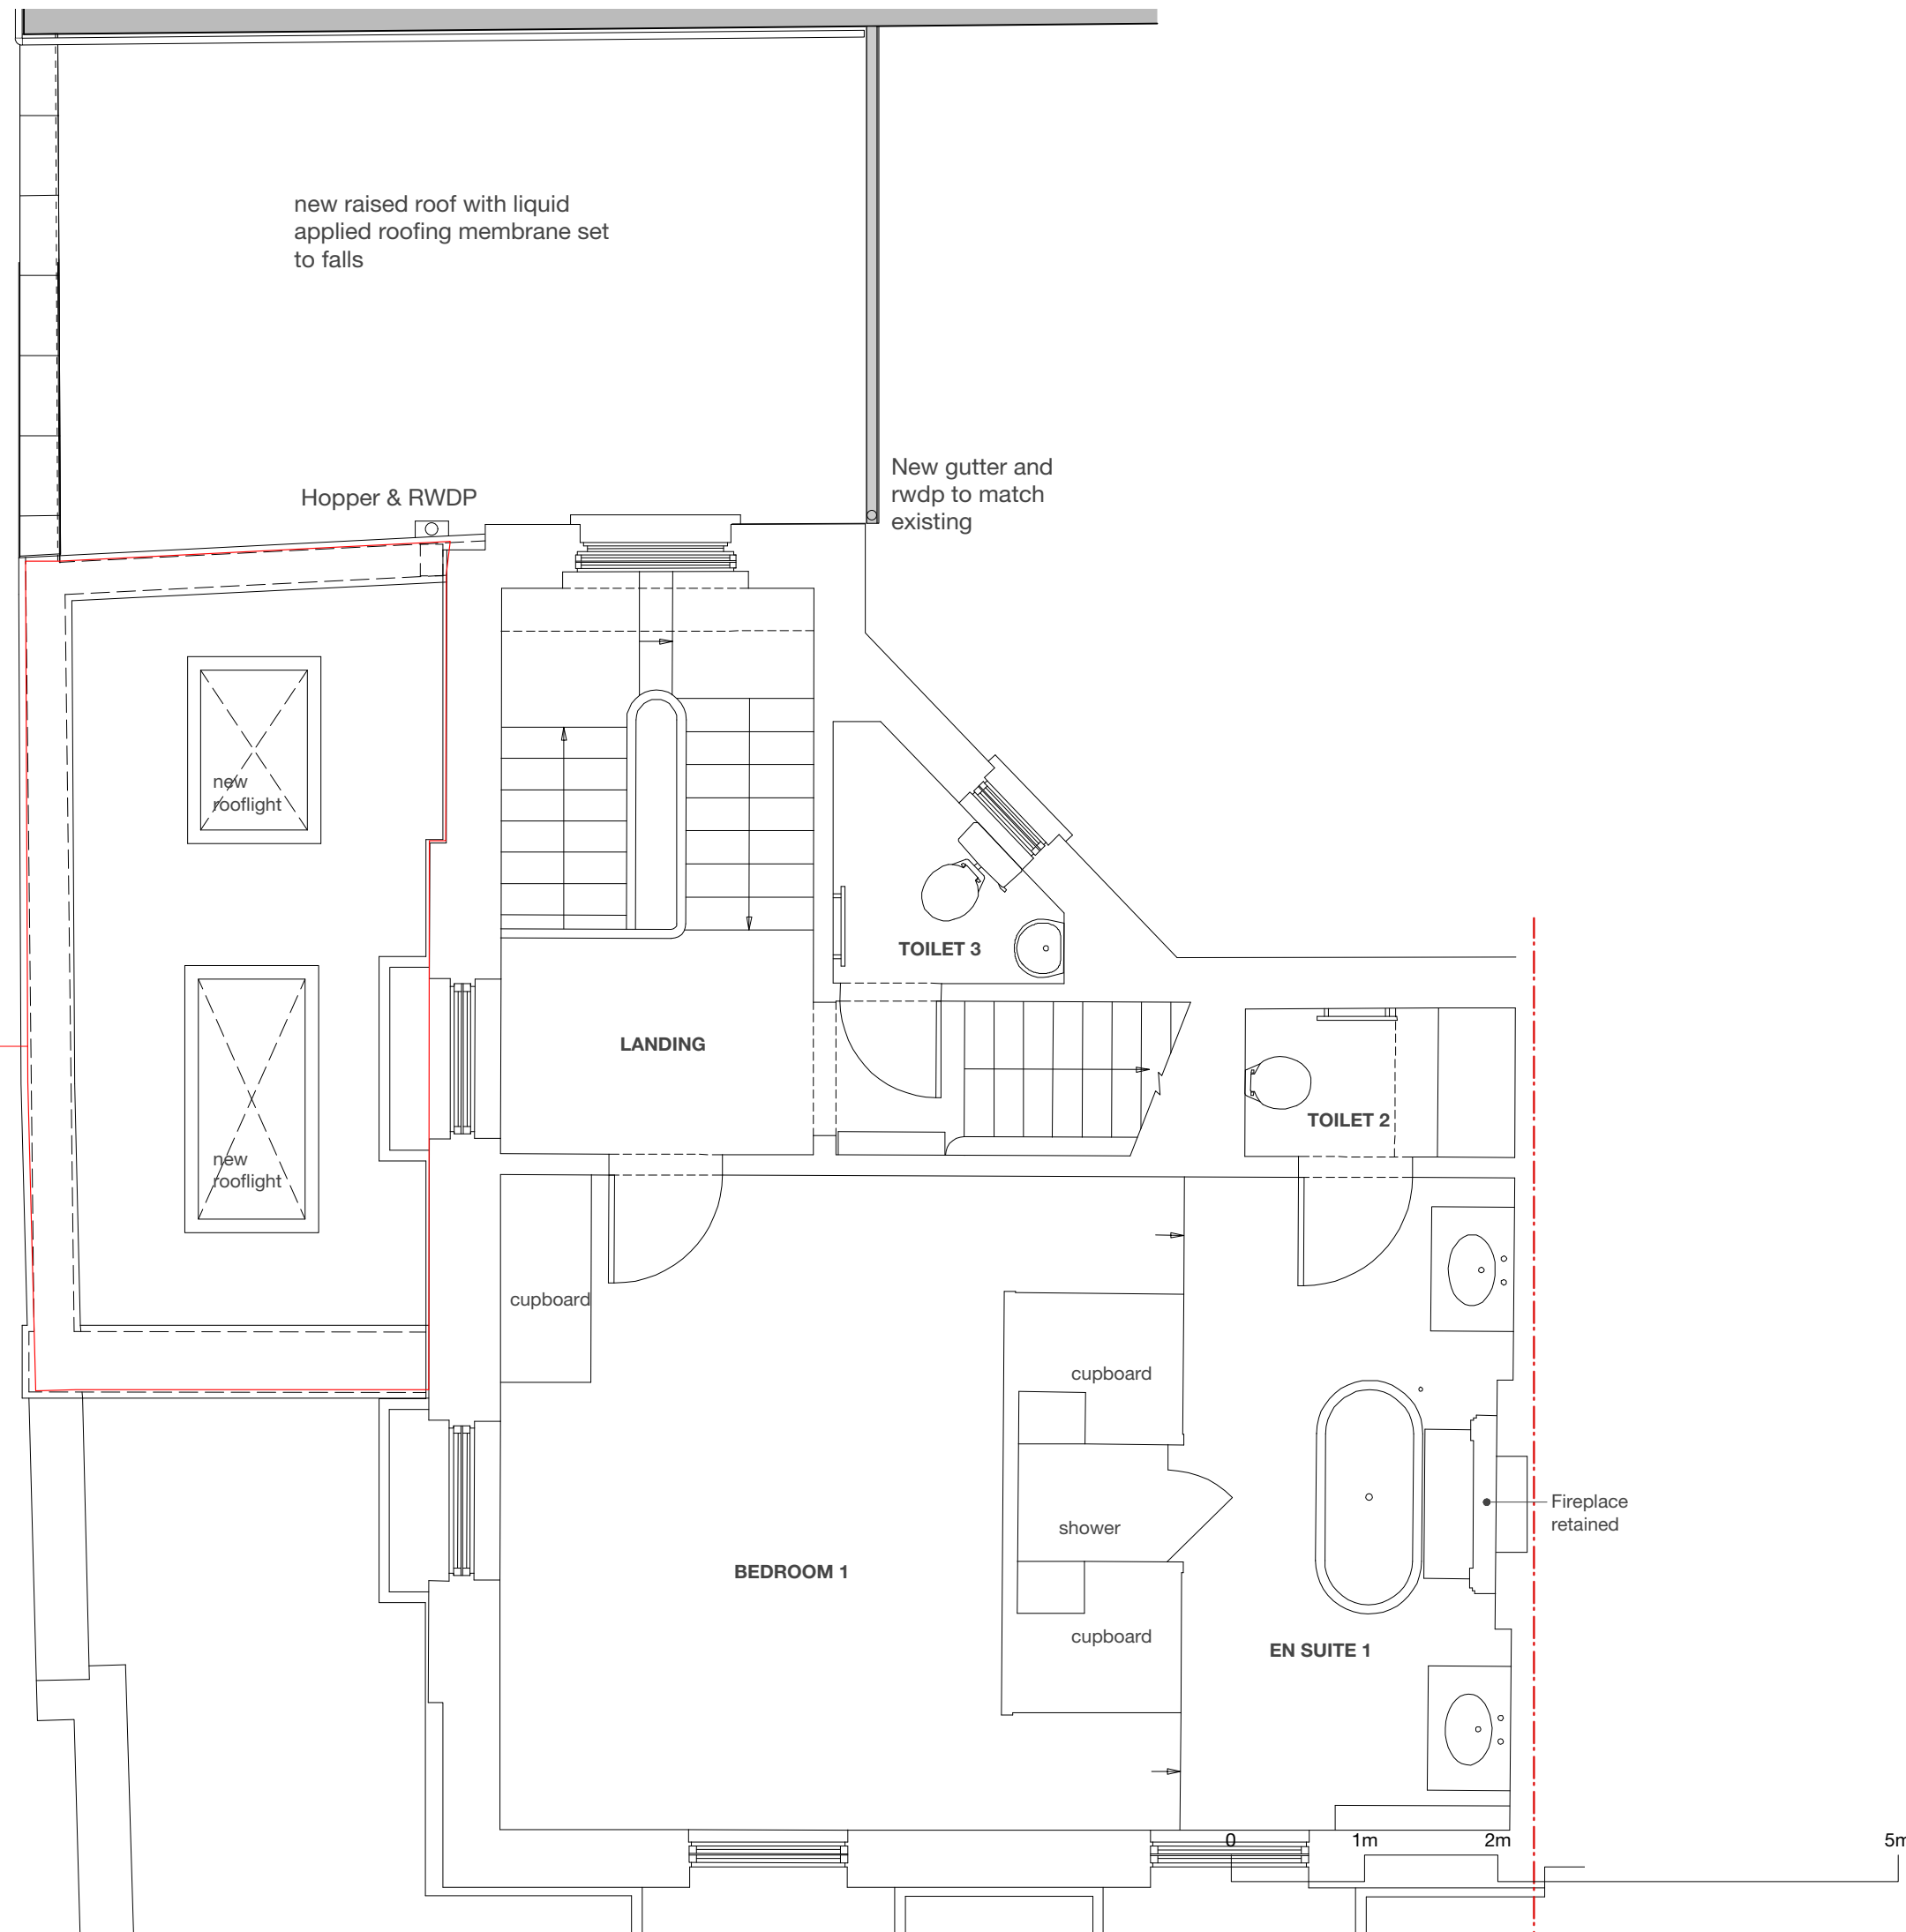 new raised roof with liquid
applied roofing membrane set
to falls
New gutter and
rwdp to match
existing
Hopper & RWDP
new
rooflight
TOILET 3
LANDING
TOILET 2
new
rooflight
cupboard
cupboard
shower
Fireplace
retained
BEDROOM 1
cupboard
EN SUITE 1
0 1m 2m 5m